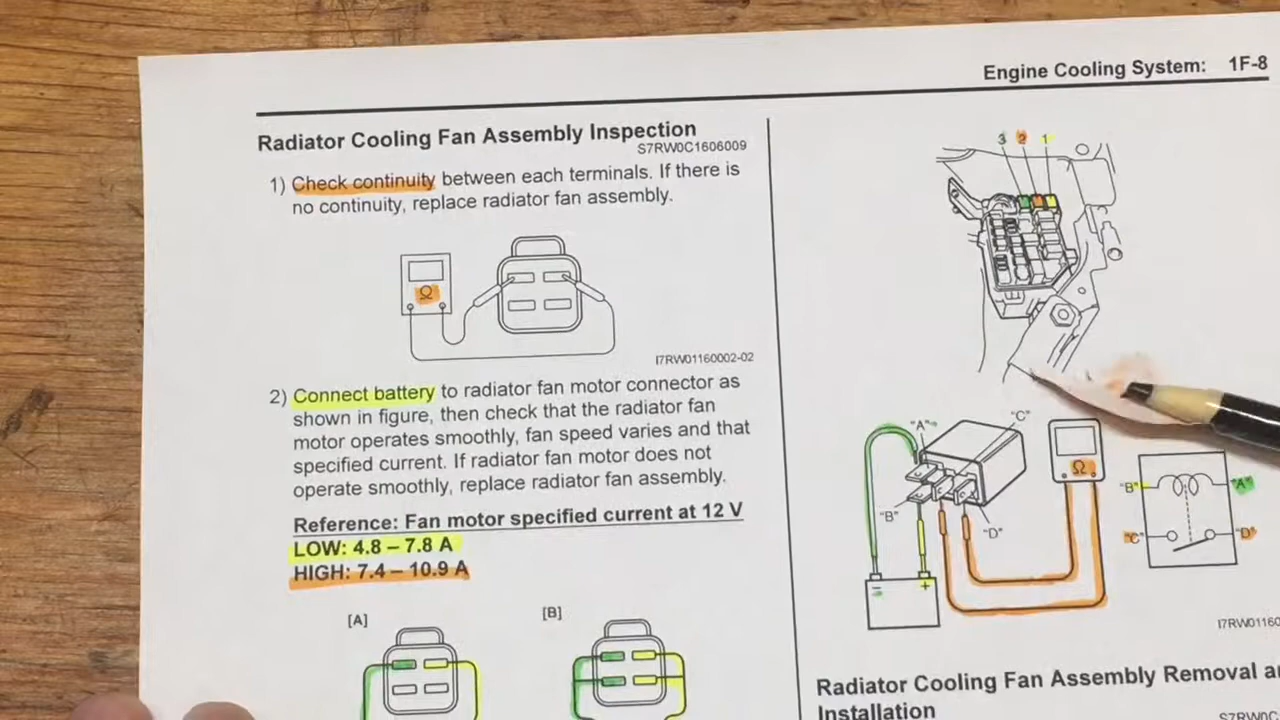 Engine Cooling System: 1F-8
Radiator Cooling Fan Assembly Inspection
S7RW0C1606009
1) Check continuity between each terminals. If there is
no continuity, replace radiator fan assembly.
Ω
I7RW01160002-02
2) Connect battery to radiator fan motor connector as
shown in figure, then check that the radiator fan
motor operates smoothly, fan speed varies and that
specified current. If radiator fan motor does not
operate smoothly, replace radiator fan assembly.
Reference: Fan motor specified current at 12 V
LOW: 4.8 – 7.8 A
HIGH: 7.4 – 10.9 A
[A] [B]
3 2 1
"A" "C"
Ω
"B" "A"
"B" "D" "C" "D"
– +
I7RW01160
Radiator Cooling Fan Assembly Removal
Installation
S7RW0C